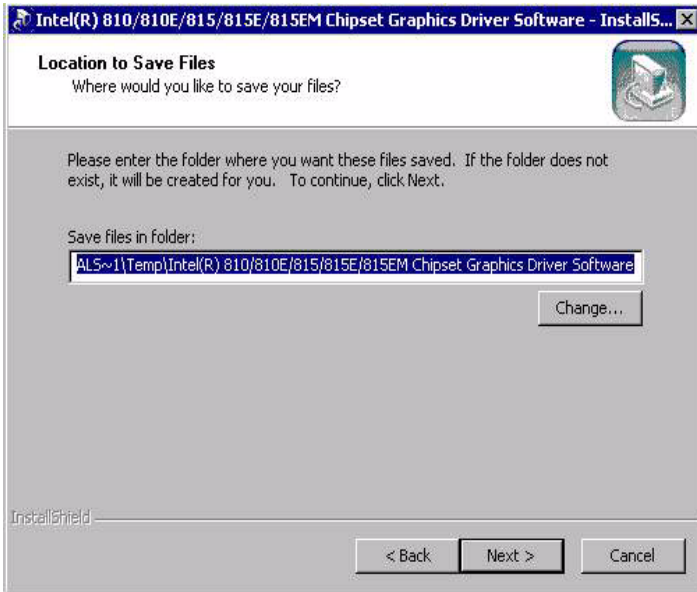 Intel(R) 810/810E/815/815E/815EM Chipset Graphics Driver Software - InstallS...
Location to Save Files
Where would you like to save your files?
Please enter the folder where you want these files saved. If the folder does not
exist, it will be created for you. To continue, click Next.
Save files in folder:
ALS~1\Temp\Intel(R) 810/810E/815/815E/815EM Chipset Graphics Driver Software
Change...
InstallShield
< Back Next > Cancel